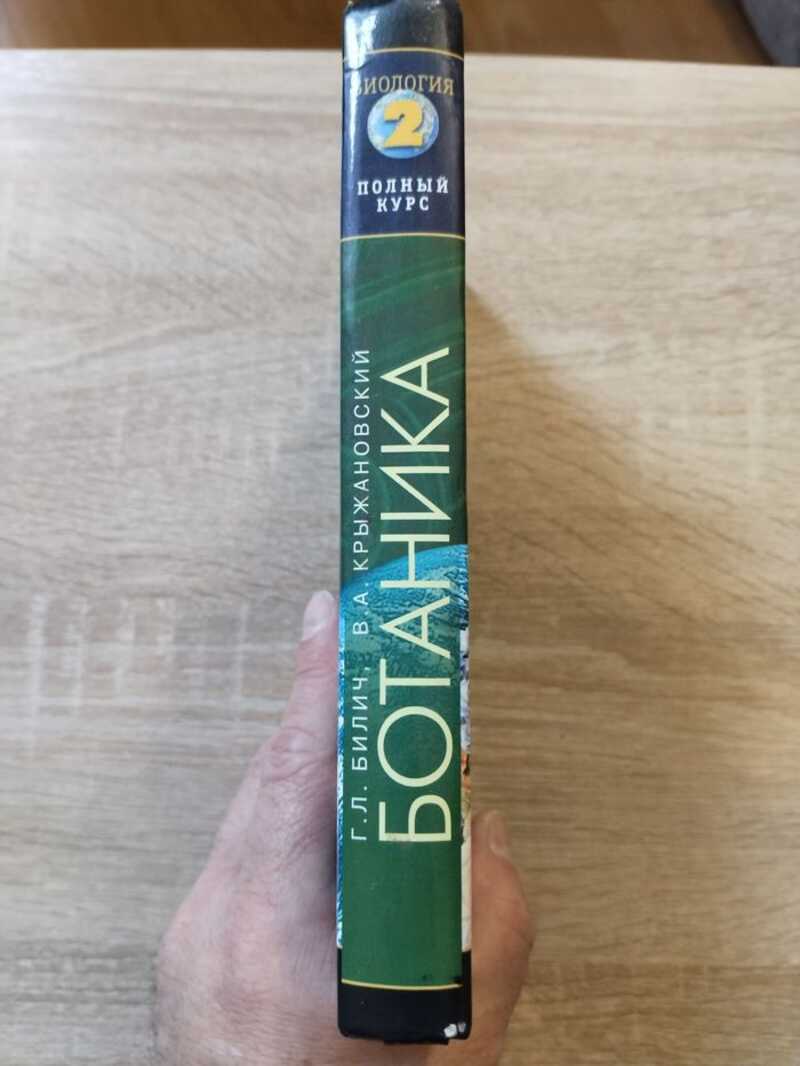 БИОЛОГИЯ
2
ПОЛНЫЙ
КУРС
Г.Л. БИЛИЧ, В.А. КРЫЖАНОВСКИЙ
БОТАНИКА